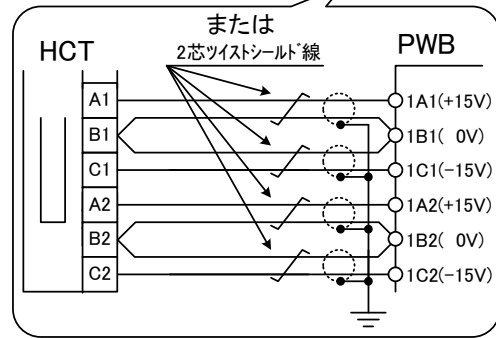 または
2芯ツイストシールド線
HCT
PWB
A1
1A1(+15V)
B1
1B1( 0V)
C1
1C1(-15V)
A2
1A2(+15V)
B2
1B2( 0V)
C2
1C2(-15V)